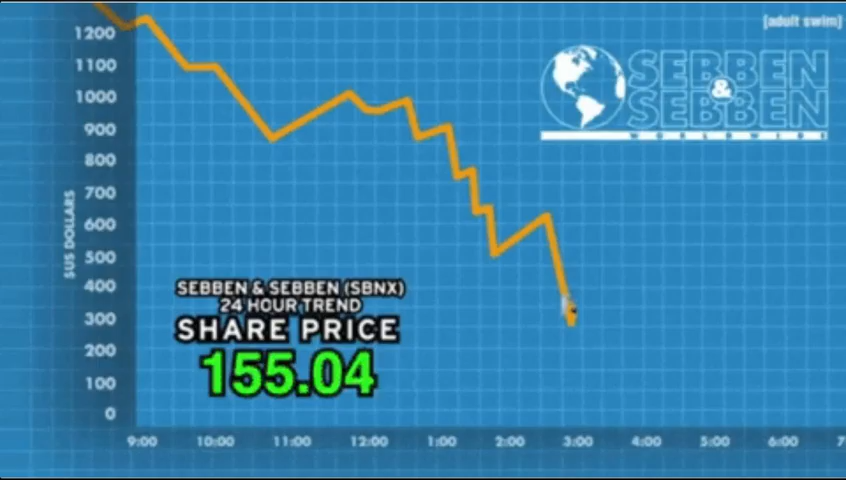 [adult swim]
SEBBEN
&
SEBBEN
WORLDWIDE
1200
1100
1000
900
800
700
600
500
400
300
200
100
0
$US DOLLARS
SEBBEN & SEBBEN (SBNX)
24 HOUR TREND
SHARE PRICE
155.04
9:00 10:00 11:00 12:00 1:00 2:00 3:00 4:00 5:00 6:00 7